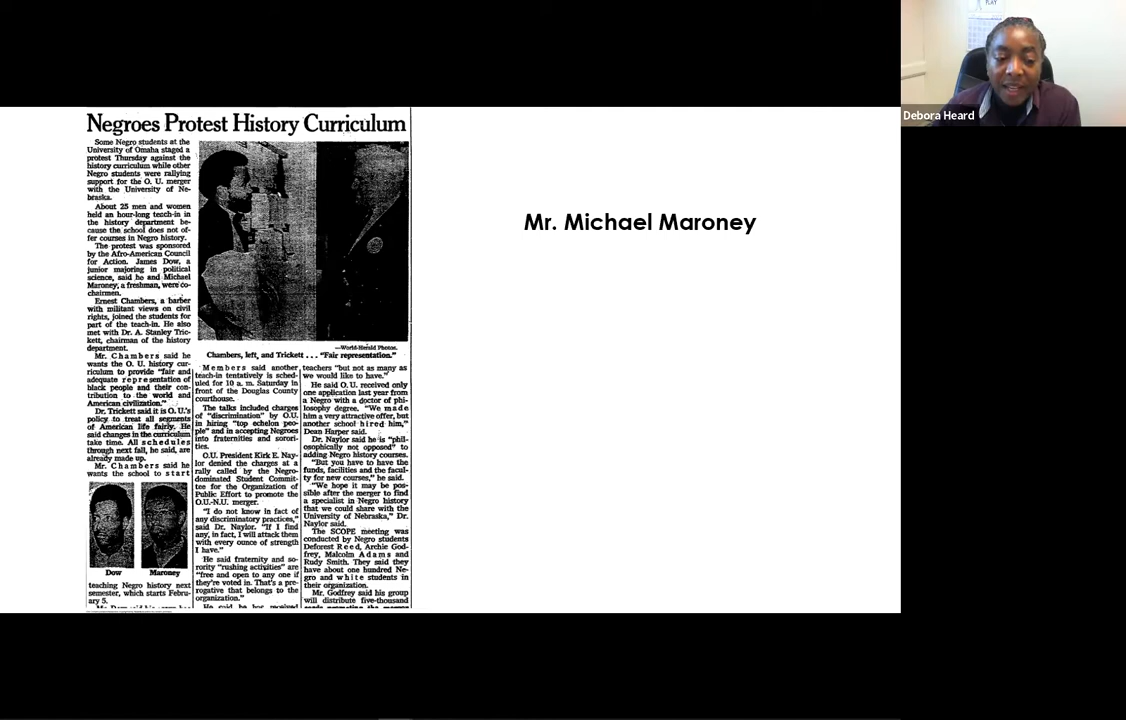 PLAY
Debora Heard
Negroes Protest History Curriculum
Some Negro students at the
University of Omaha staged a
protest Thursday against the
history curriculum while other
Negro students were rallying
support for the O. U. merger
with the University of Ne-
braska.
About 25 men and women
held an hour-long teach-in in
the history department be-
cause the school does not of-
fer courses in Negro history.
The protest was sponsored
by the Afro-American Council
for Action. James Dow, a
junior majoring in political
science, said he and Michael
Maroney, a freshman, were co-
chairmen.
Ernest Chambers, a barber
with militant views on civil
rights, joined the students for
part of the teach-in. He also
met with Dr. A. Stanley Tric-
kett, chairman of the history
department.
Mr. Chambers said he
wants the O. U. history cur-
riculum to provide "fair and
adequate representation of
black people and their con-
tribution to the world and
American civilization."
Dr. Trickett said it is O. U.'s
policy to treat all segments
of American life fairly. He
said changes in the curriculum
take time. All schedules
through next fall, he said, are
already made up.
Mr. Chambers said he
wants the school to start
Dow
Maroney
teaching Negro history next
semester, which starts Febru-
ary 5.
—World-Herald Photos.
Chambers, left, and Trickett . . . "Fair representation."
Members said another
teach-in tentatively is sched-
uled for 10 a. m. Saturday in
front of the Douglas County
courthouse.
The talks included charges
of "discrimination" by O.U.
in hiring "top echelon peo-
ple" and in accepting Negroes
into fraternities and sorori-
ties.
O.U. President Kirk E. Nay-
lor denied the charges at a
rally called by the Negro-
dominated Student Commit-
tee for the Organization of
Public Effort to promote the
O.U.-N.U. merger.
"I do not know in fact of
any discriminatory practices,"
said Dr. Naylor. "If I find
any, in fact, I will attack them
with every ounce of strength
I have."
He said fraternity and so-
rority "rushing activities" are
"free and open to any one if
they're voted in. That's a pre-
rogative that belongs to the
organization."
He said he has received
teachers "but not as many as
we would like to have."
He said O. U. received only
one application last year from
a Negro with a doctor of phi-
losophy degree. "We made
him a very attractive offer, but
another school hired him,"
Dean Harper said.
Dr. Naylor said he is "phil-
osophically not opposed" to
adding Negro history courses.
"But you have to have the
funds, facilities and the facul-
ty for new courses," he said.
"We hope it may be pos-
sible after the merger to find
a specialist in Negro history
that we could share with the
University of Nebraska," Dr.
Naylor said.
The SCOPE meeting was
conducted by Negro students
Deforest Reed, Archie God-
frey, Malcolm Adams and
Rudy Smith. They said they
have about one hundred Ne-
gro and white students in
their organization.
Mr. Godfrey said his group
will distribute five-thousand
Mr. Michael Maroney